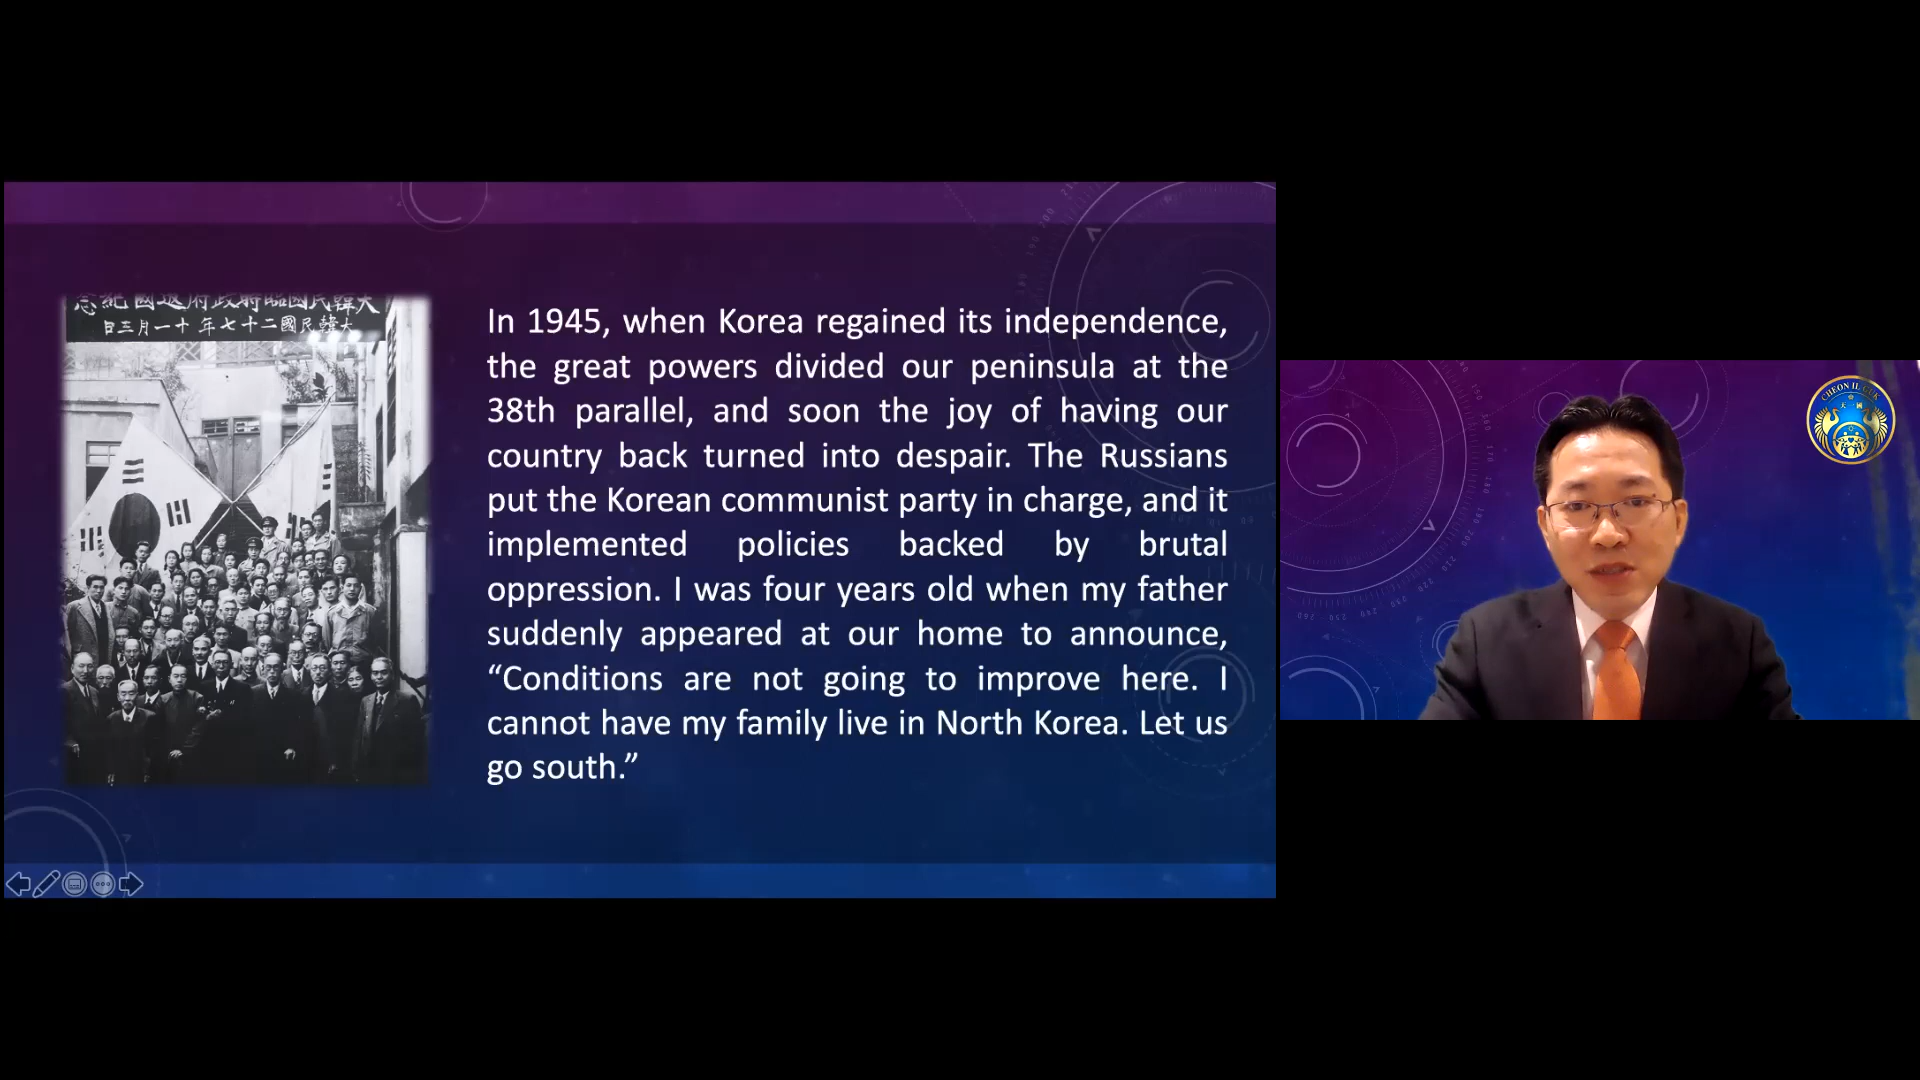 大韓民國臨時政府還國紀念
大韓民國二十七年十一月三日
In 1945, when Korea regained its independence,
the great powers divided our peninsula at the
38th parallel, and soon the joy of having our
country back turned into despair. The Russians
put the Korean communist party in charge, and it
implemented policies backed by brutal
oppression. I was four years old when my father
suddenly appeared at our home to announce,
“Conditions are not going to improve here. I
cannot have my family live in North Korea. Let us
go south.”
CHEON IL GUK